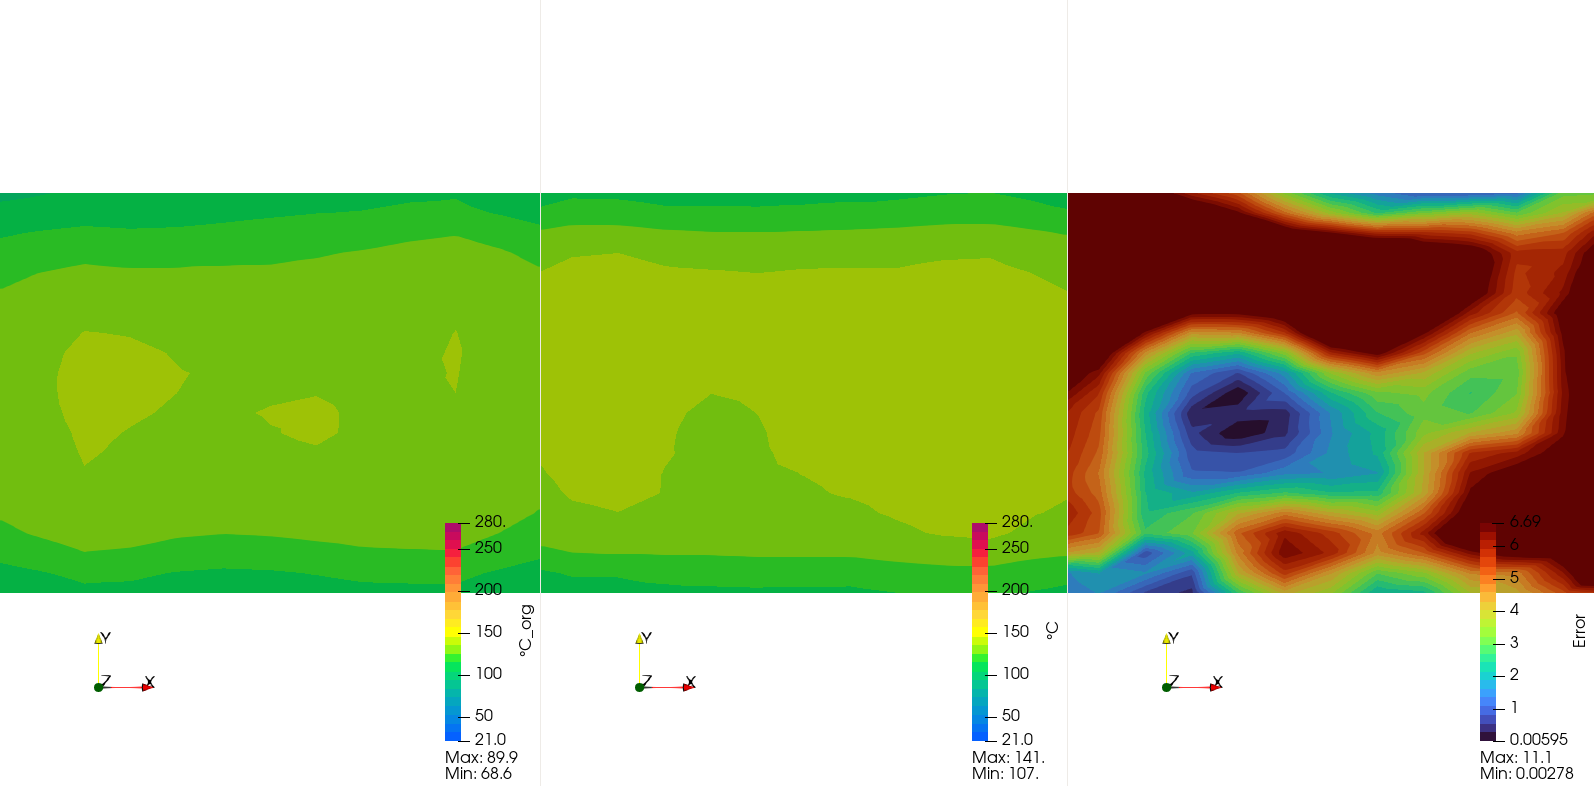 280.
250
200
150
100
50
21.0
°C_org
Max: 89.9
Min: 68.6
Y
Z
X
280.
250
200
150
100
50
21.0
°C
Max: 141.
Min: 107.
Y
Z
X
6.69
6
5
4
3
2
1
0.00595
Error
Max: 11.1
Min: 0.00278
Y
Z
X